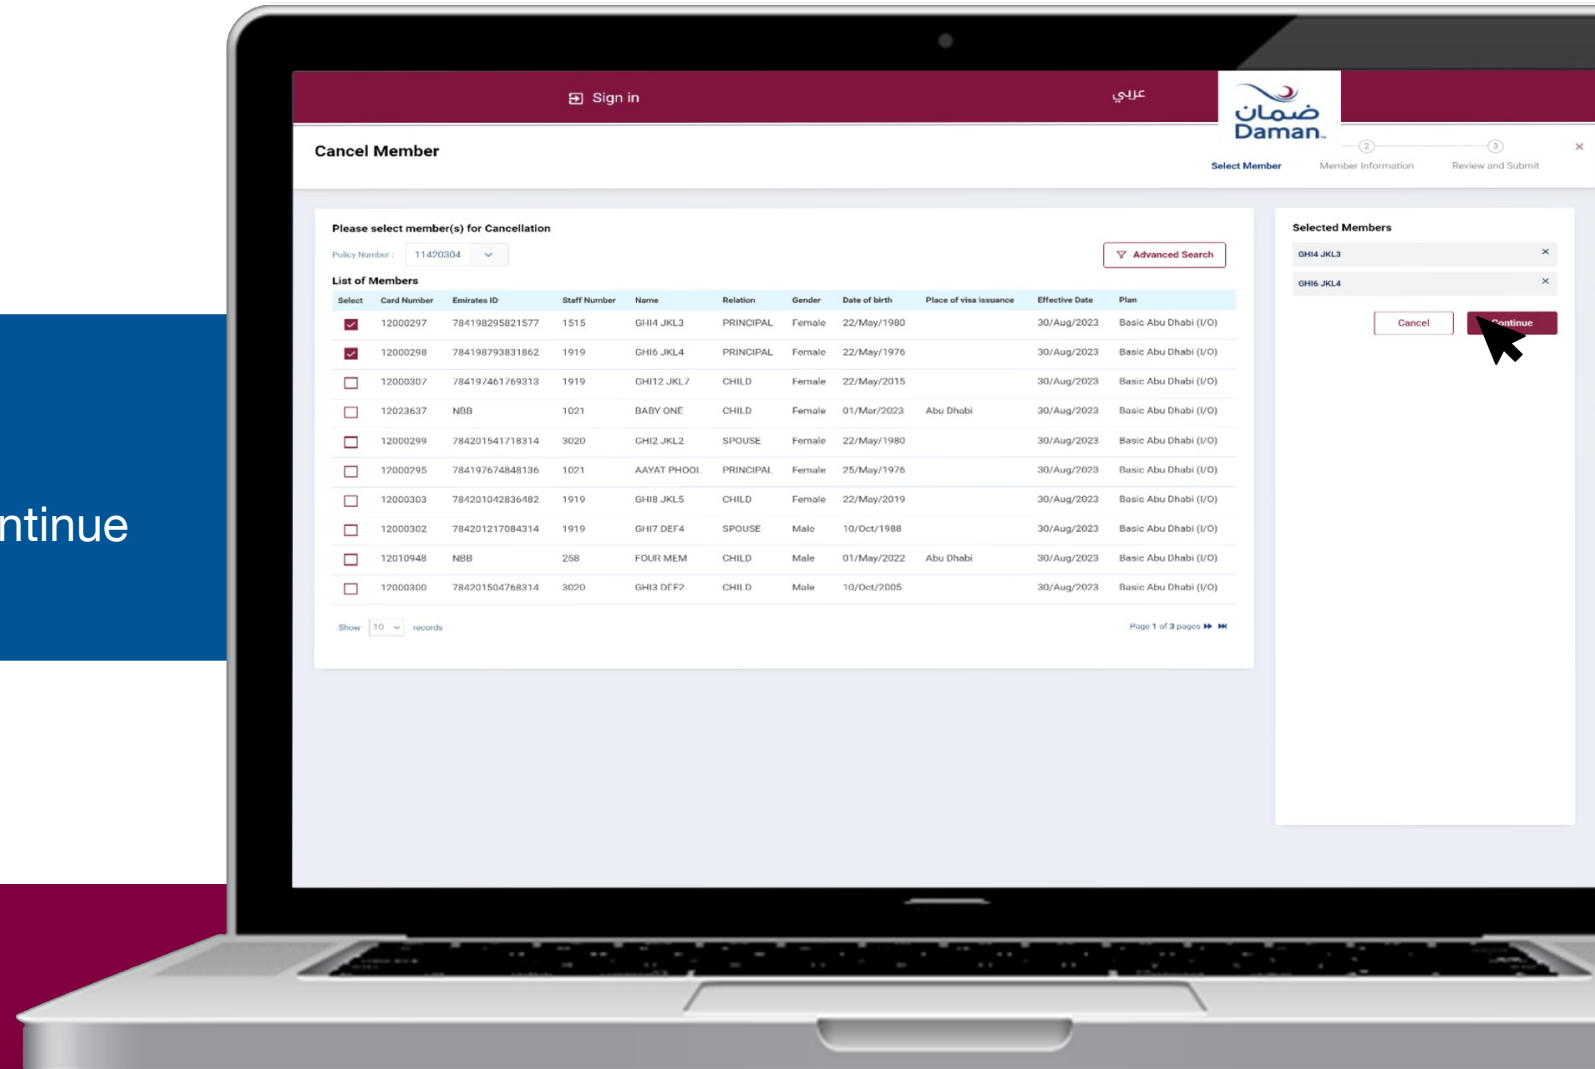 Sign in
عربي
ضمان
Daman
Cancel Member
2
3
×
Select Member
Member Information
Review and Submit
Please select member(s) for Cancellation
Policy Number : 11420304
Advanced Search
List of Members
Select Card Number Emirates ID Staff Number Name Relation Gender Date of birth Place of visa issuance Effective Date Plan
12000297 784198295821577 1515 GHI4 JKL3 PRINCIPAL Female 22/May/1980 30/Aug/2023 Basic Abu Dhabi (I/O)
12000298 784198793831862 1919 GHI6 JKL4 PRINCIPAL Female 22/May/1976 30/Aug/2023 Basic Abu Dhabi (I/O)
12000307 784197461769313 1919 GHI12 JKL7 CHILD Female 22/May/2015 30/Aug/2023 Basic Abu Dhabi (I/O)
12023637 NBB 1021 BABY ONE CHILD Female 01/Mar/2023 Abu Dhabi 30/Aug/2023 Basic Abu Dhabi (I/O)
12000299 784201541718314 3020 GHI2 JKL2 SPOUSE Female 22/May/1980 30/Aug/2023 Basic Abu Dhabi (I/O)
12000295 784197674848136 1021 AAYAT PHOOL PRINCIPAL Female 25/May/1976 30/Aug/2023 Basic Abu Dhabi (I/O)
12000303 784201042836482 1919 GHI8 JKL5 CHILD Female 22/May/2019 30/Aug/2023 Basic Abu Dhabi (I/O)
12000302 784201217084314 1919 GHI7 DEF4 SPOUSE Male 10/Oct/1988 30/Aug/2023 Basic Abu Dhabi (I/O)
12010948 NBB 258 FOUR MEM CHILD Male 01/May/2022 Abu Dhabi 30/Aug/2023 Basic Abu Dhabi (I/O)
12000300 784201504768314 3020 GHI3 DEF2 CHILD Male 10/Oct/2005 30/Aug/2023 Basic Abu Dhabi (I/O)
Show 10 records
Page 1 of 3 pages
Selected Members
GHI4 JKL3 ×
GHI6 JKL4 ×
Cancel
Continue
ntinue